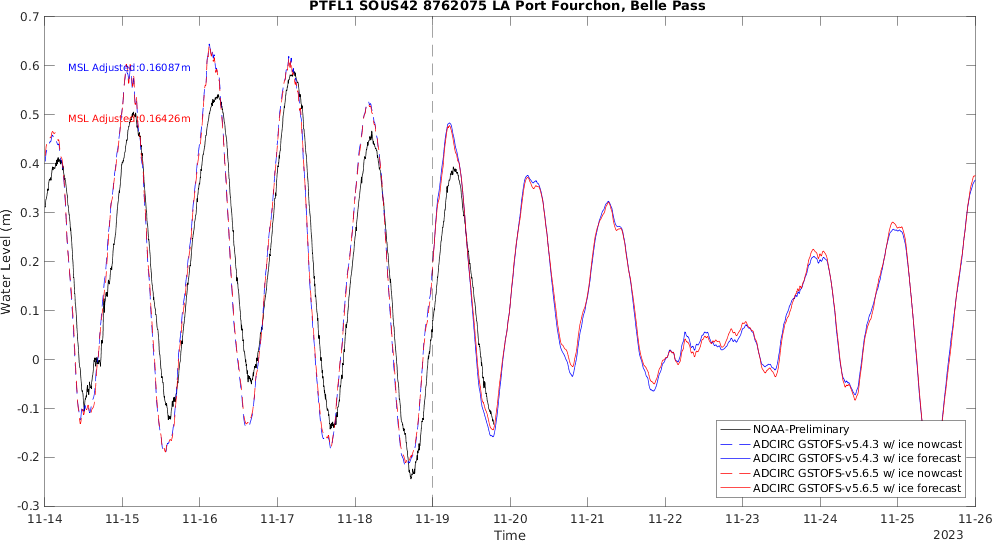 PTFL1 SOUS42 8762075 LA Port Fourchon, Belle Pass
0.7
0.6
0.5
0.4
0.3
0.2
0.1
0
-0.1
-0.2
-0.3
Water Level (m)
MSL Adjusted:0.16087m
MSL Adjusted:0.16426m
NOAA-Preliminary
ADCIRC GSTOFS-v5.4.3 w/ ice nowcast
ADCIRC GSTOFS-v5.4.3 w/ ice forecast
ADCIRC GSTOFS-v5.6.5 w/ ice nowcast
ADCIRC GSTOFS-v5.6.5 w/ ice forecast
11-14 11-15 11-16 11-17 11-18 11-19 11-20 11-21 11-22 11-23 11-24 11-25 11-26
Time
2023